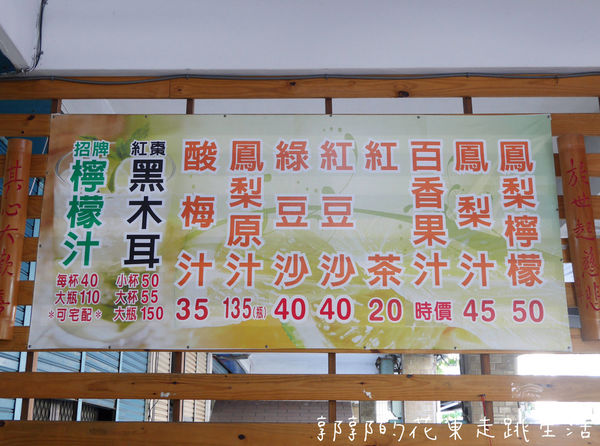 招牌
檸檬汁
每杯40
大瓶110
*可宅配*
紅棗
黑木耳
小杯50
大杯55
大瓶150
酸梅汁
35
鳳梨原汁
135(瓶)
綠豆沙
40
紅豆沙
40
紅茶
20
百香果汁
時價
鳳梨汁
45
鳳梨檸檬
50
郭郭的花東走跳生活